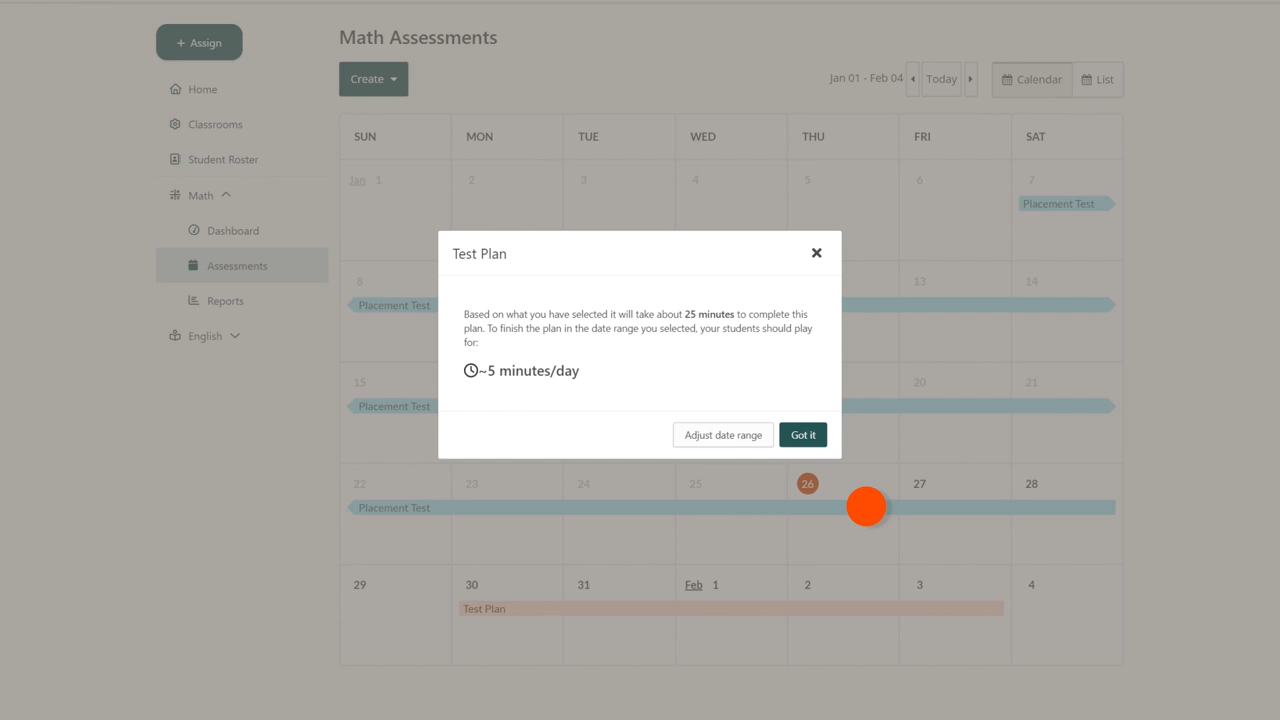 + Assign
Home
Classrooms
Student Roster
Math
Dashboard
Assessments
Reports
English
Math Assessments
Create
Jan 01 - Feb 04
Today
Calendar
List
SUN MON TUE WED THU FRI SAT
Jan 1 2 3 4 5 6 7
Placement Test
8 13 14
Placement Test
15 20 21
Placement Test
22 23 24 25 26 27 28
Placement Test
29 30 31 Feb 1 2 3 4
Test Plan
Test Plan
Based on what you have selected it will take about 25 minutes to complete this
plan. To finish the plan in the date range you selected, your students should play
for:
~5 minutes/day
Adjust date range
Got it